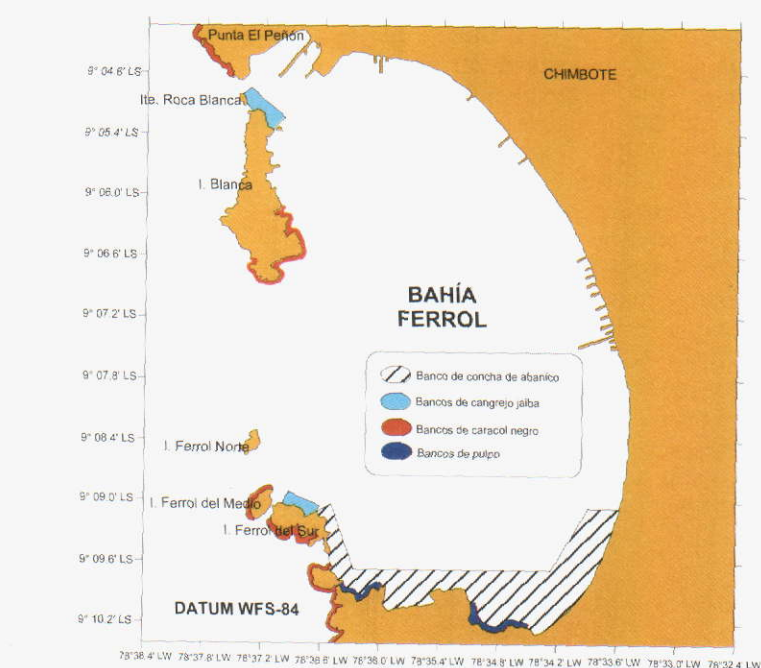 Punta El Peñón
CHIMBOTE
9° 04.6' LS
Ite. Roca Blanca
9° 05.4' LS
I. Blanca
9° 06.0' LS
9° 06.6' LS
BAHÍA
FERROL
9° 07.2' LS
9° 07.8' LS
Banco de concha de abanico
Bancos de cangrejo jaiba
Bancos de caracol negro
Bancos de pulpo
9° 08.4' LS
I. Ferrol Norte
9° 09.0' LS
I. Ferrol del Medio
I. Ferrol del Sur
9° 09.6' LS
DATUM WFS-84
9° 10.2' LS
78°38.4' LW 78°37.8' LW 78°37.2' LW 78°36.6' LW 78°36.0' LW 78°35.4' LW 78°34.8' LW 78°34.2' LW 78°33.6' LW 78°33.0' LW 78°32.4' LW